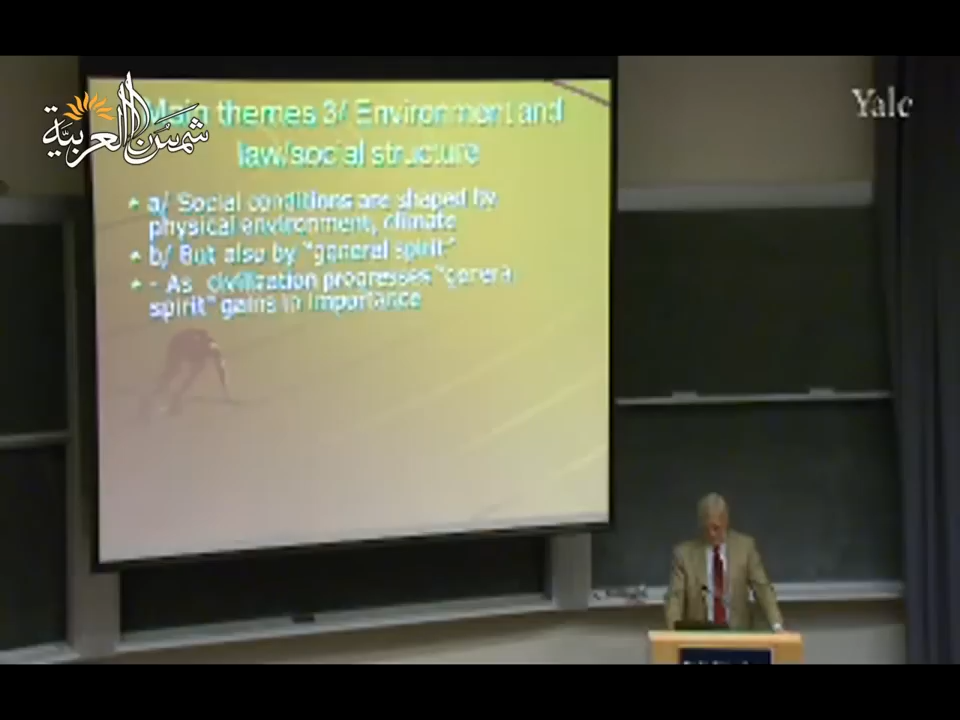 شمس العربية
Yale
Main themes 3/ Environment and
law/social structure
a/ Social conditions are shaped by
physical environment, climate
b/ But also by "general spirit"
- As civilization progresses "general
spirit" gains in importance